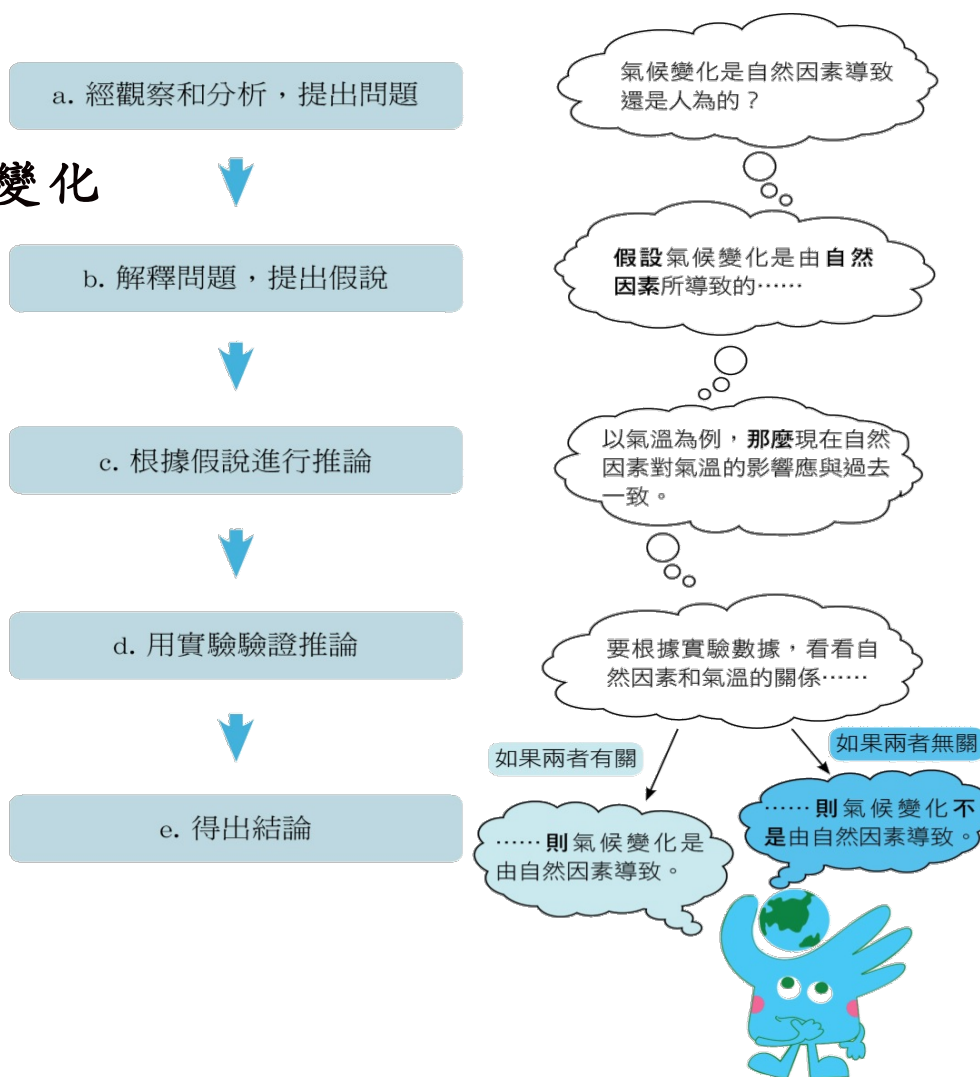 a. 經觀察和分析，提出問題
變化
b. 解釋問題，提出假說
c. 根據假說進行推論
d. 用實驗驗證推論
e. 得出結論
氣候變化是自然因素導致
還是人為的？
假設氣候變化是由自然
因素所導致的……
以氣溫為例，那麼現在自然
因素對氣溫的影響應與過去
一致。
要根據實驗數據，看看自
然因素和氣溫的關係……
如果兩者有關
……則氣候變化是
由自然因素導致。
如果兩者無關
……則氣候變化不
是由自然因素導致。